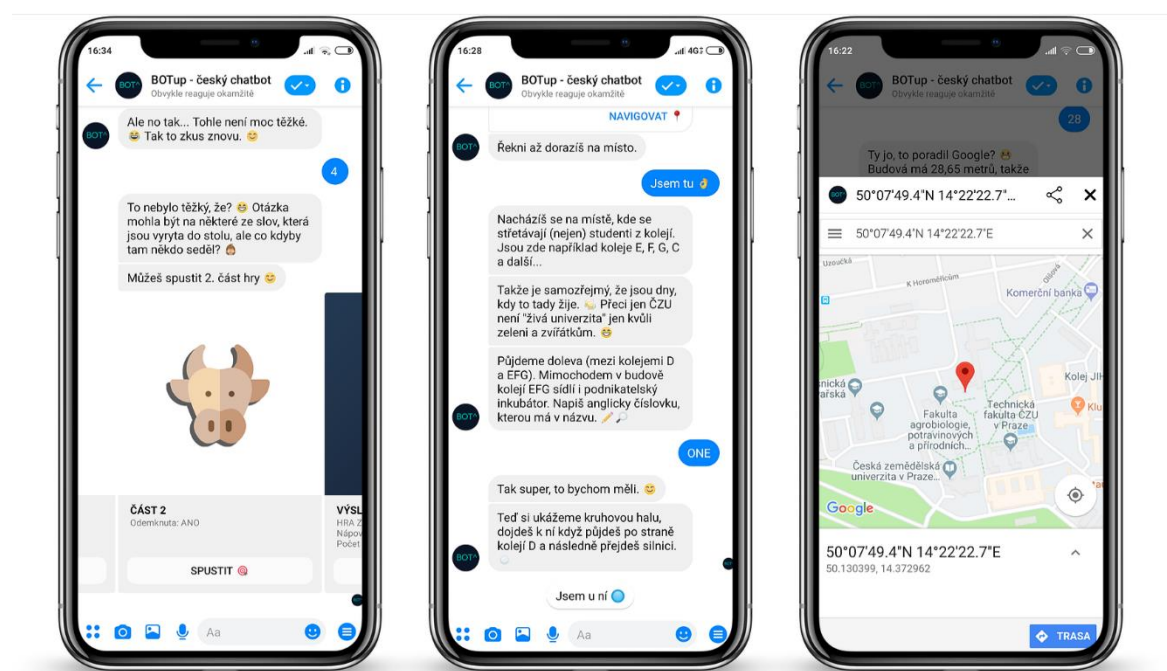 16:34
BOTup - český chatbot
Obvykle reaguje okamžitě
BOT^
Ale no tak... Tohle není moc těžké.
😂 Tak to zkus znovu. 😊
4
To nebylo těžký, že? 😁 Otázka
mohla být na některé ze slov, která
jsou vyryta do stolu, ale co kdyby
tam někdo seděl?
Můžeš spustit 2. část hry 😊
ČÁST 2
Odemknuta: ANO
SPUSTIT 🎯
VÝSL
HRA Z
Nápov
Počet
Aa
16:28
4G
BOTup - český chatbot
Obvykle reaguje okamžitě
NAVIGOVAT 📍
BOT^
Řekni až dorazíš na místo.
Jsem tu 👌
Nacházíš se na místě, kde se
střetávají (nejen) studenti z kolejí.
Jsou zde například koleje E, F, G, C
a další...
Takže je samozřejmý, že jsou dny,
kdy to tady žije. Přeci jen ČZU
není "živá univerzita" jen kvůli
zeleni a zvířátkům. 😁
Půjdeme doleva (mezi kolejemi D
a EFG). Mimochodem v budově
kolejí EFG sídlí i podnikatelský
inkubátor. Napiš anglicky číslovku,
kterou má v názvu. ✏️🔎
BOT^
ONE
Tak super, to bychom měli. 😊
Teď si ukážeme kruhovou halu,
dojdeš k ní když půjdeš po straně
kolejí D a následně přejdeš silnici.
BOT^
Jsem u ní 🔵
Aa
16:22
BOTup - český chatbot
Obvykle reaguje okamžitě
28
Ty jo, to poradil Google? 😁
Budová má 28,65 metrů, takže
50°07'49.4"N 14°22'22.7"...
50°07'49.4"N 14°22'22.7"E
K Horoměřicům
Komerční banka
Kolej JIH
Technická
fakulta ČZU
v Praze
Fakulta
agrobiologie,
potravinových
a přírodních...
Česká zemědělská
univerzita v Praze...
Google
50°07'49.4"N 14°22'22.7"E
50.130399, 14.372962
TRASA